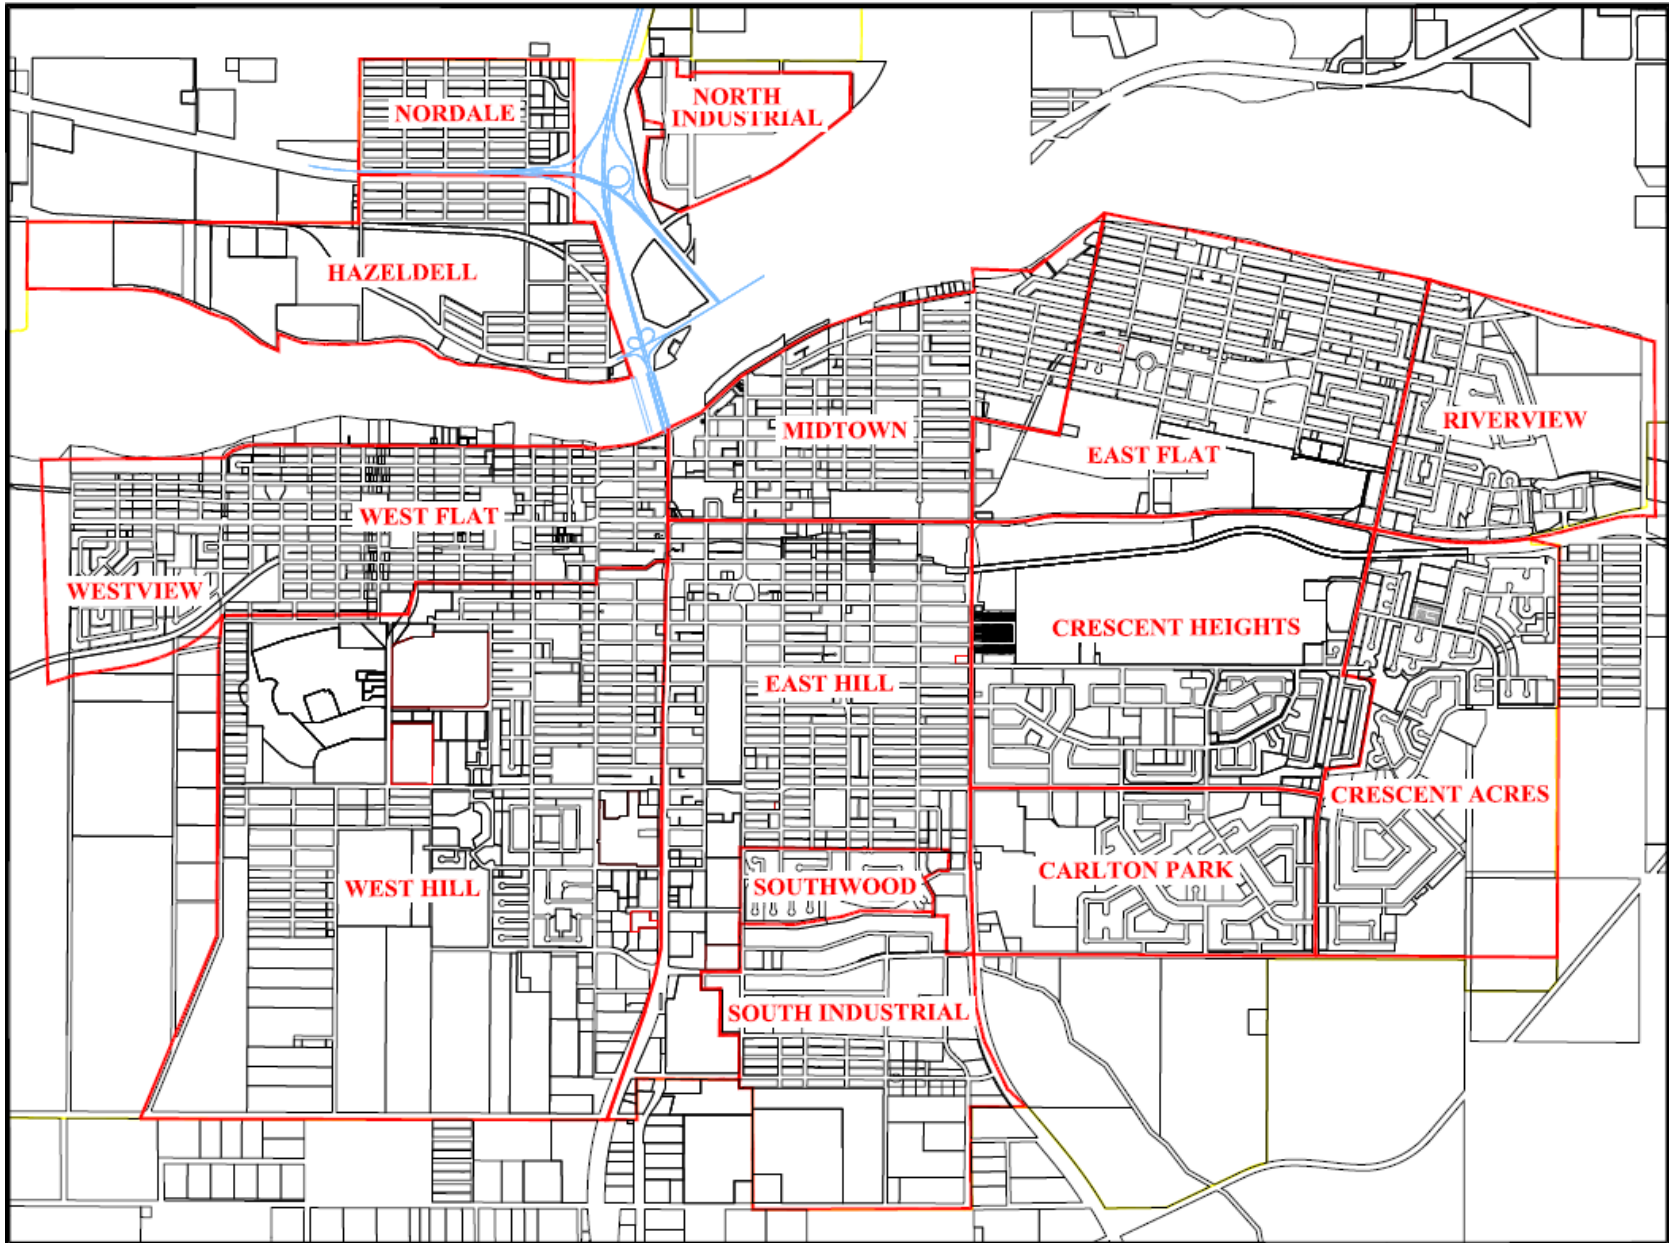 NORDALE
NORTH
INDUSTRIAL
HAZELDELL
MIDTOWN
RIVERVIEW
EAST FLAT
WEST FLAT
WESTVIEW
CRESCENT HEIGHTS
EAST HILL
CRESCENT ACRES
CARLTON PARK
WEST HILL
SOUTHWOOD
SOUTH INDUSTRIAL